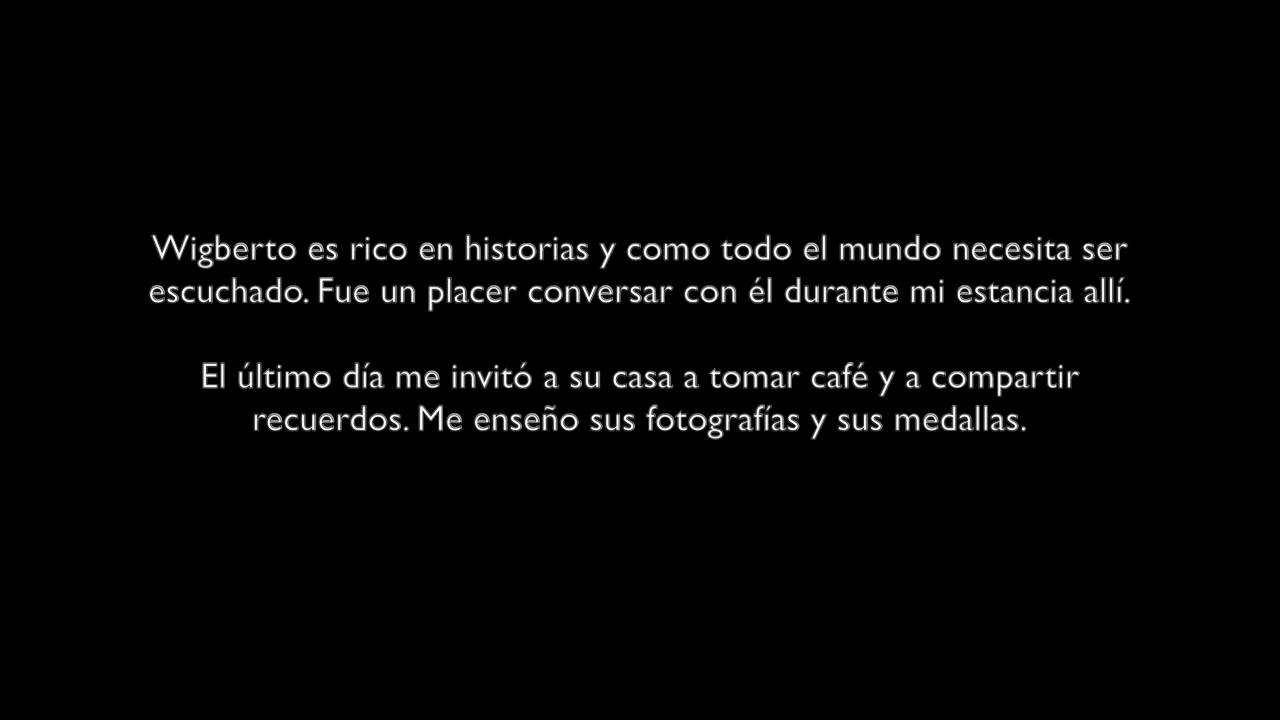 Wigberto es rico en historias y como todo el mundo necesita ser
escuchado. Fue un placer conversar con él durante mi estancia allí.
El último día me invitó a su casa a tomar café y a compartir
recuerdos. Me enseño sus fotografías y sus medallas.